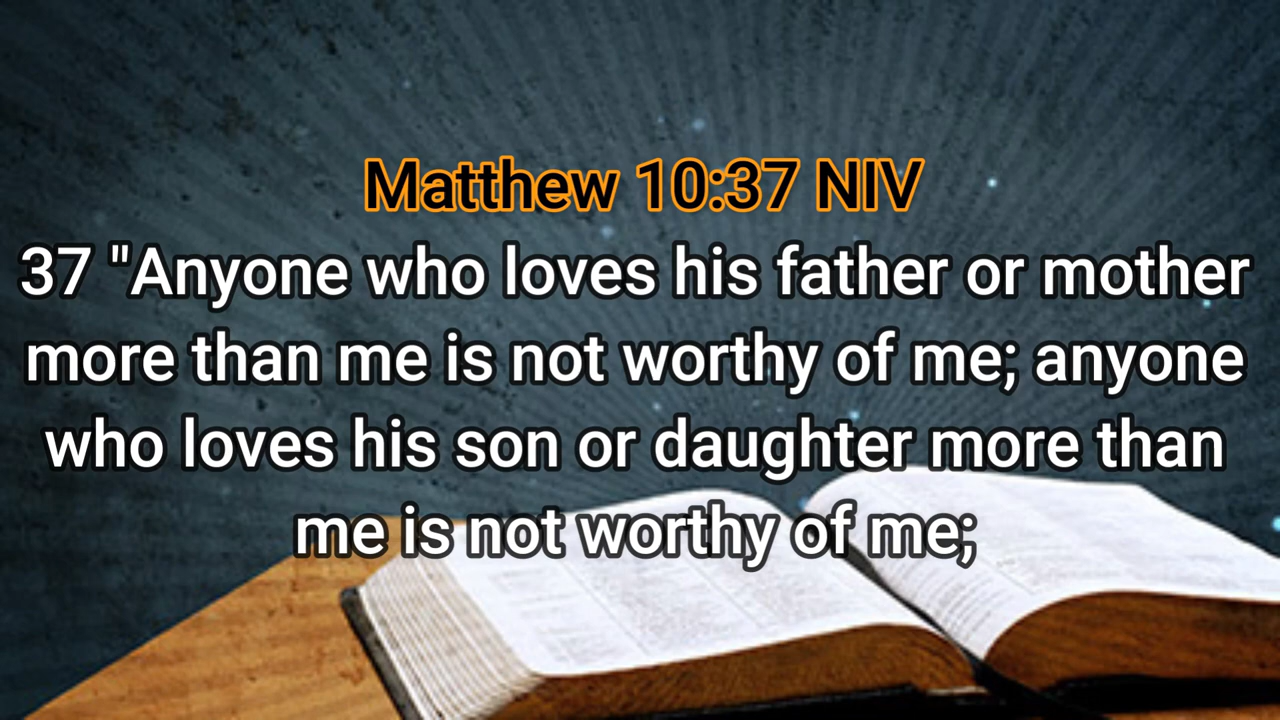 Matthew 10:37 NIV
37 "Anyone who loves his father or mother
more than me is not worthy of me; anyone
who loves his son or daughter more than
me is not worthy of me;